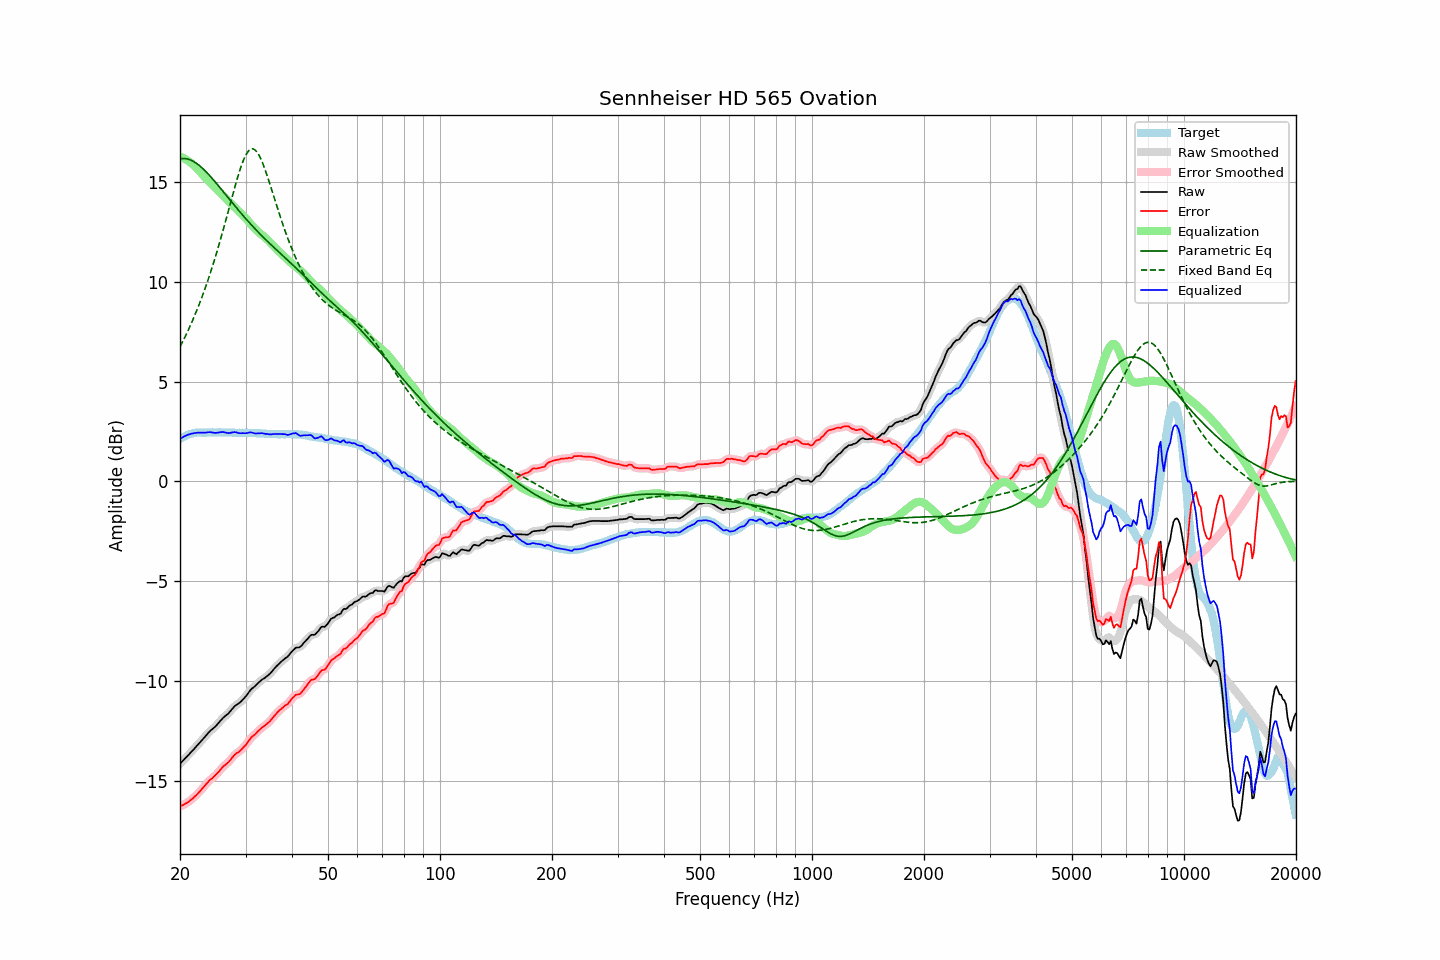 Sennheiser HD 565 Ovation
Target
Raw Smoothed
Error Smoothed
Raw
Error
Equalization
Parametric Eq
Fixed Band Eq
Equalized
Amplitude (dBr)
15
10
5
0
−5
−10
−15
20 50 100 200 500 1000 2000 5000 10000 20000
Frequency (Hz)